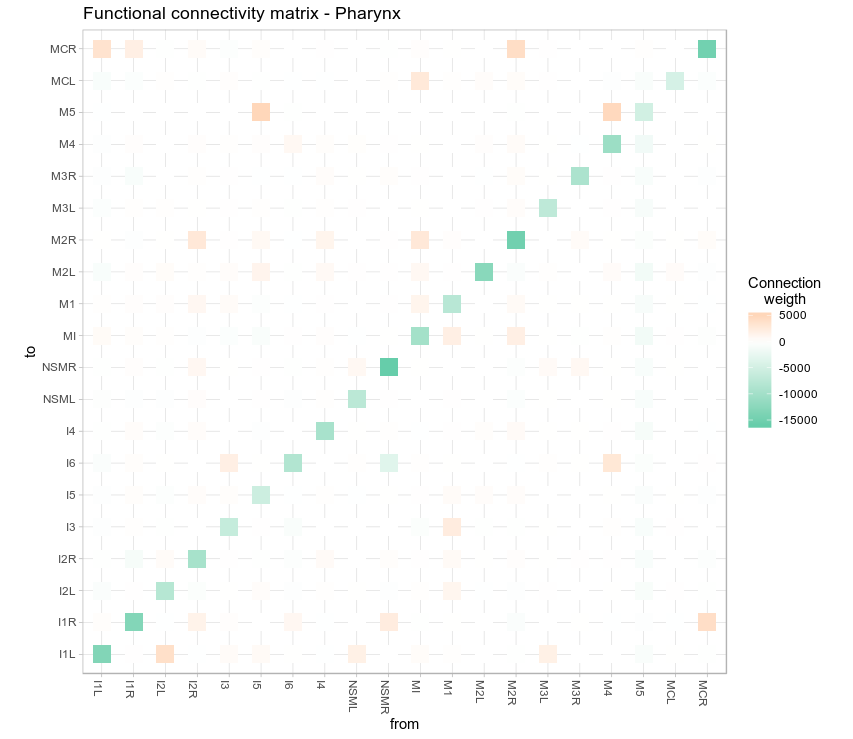 Functional connectivity matrix - Pharynx
MCR
MCL
M5
M4
M3R
M3L
M2R
M2L
M1
MI
NSMR
NSML
I4
I6
I5
I3
I2R
I2L
I1R
I1L
to
I1L
I1R
I2L
I2R
I3
I5
I6
I4
NSML
NSMR
MI
M1
M2L
M2R
M3L
M3R
M4
M5
MCL
MCR
from
Connection
weigth
5000
0
-5000
-10000
-15000